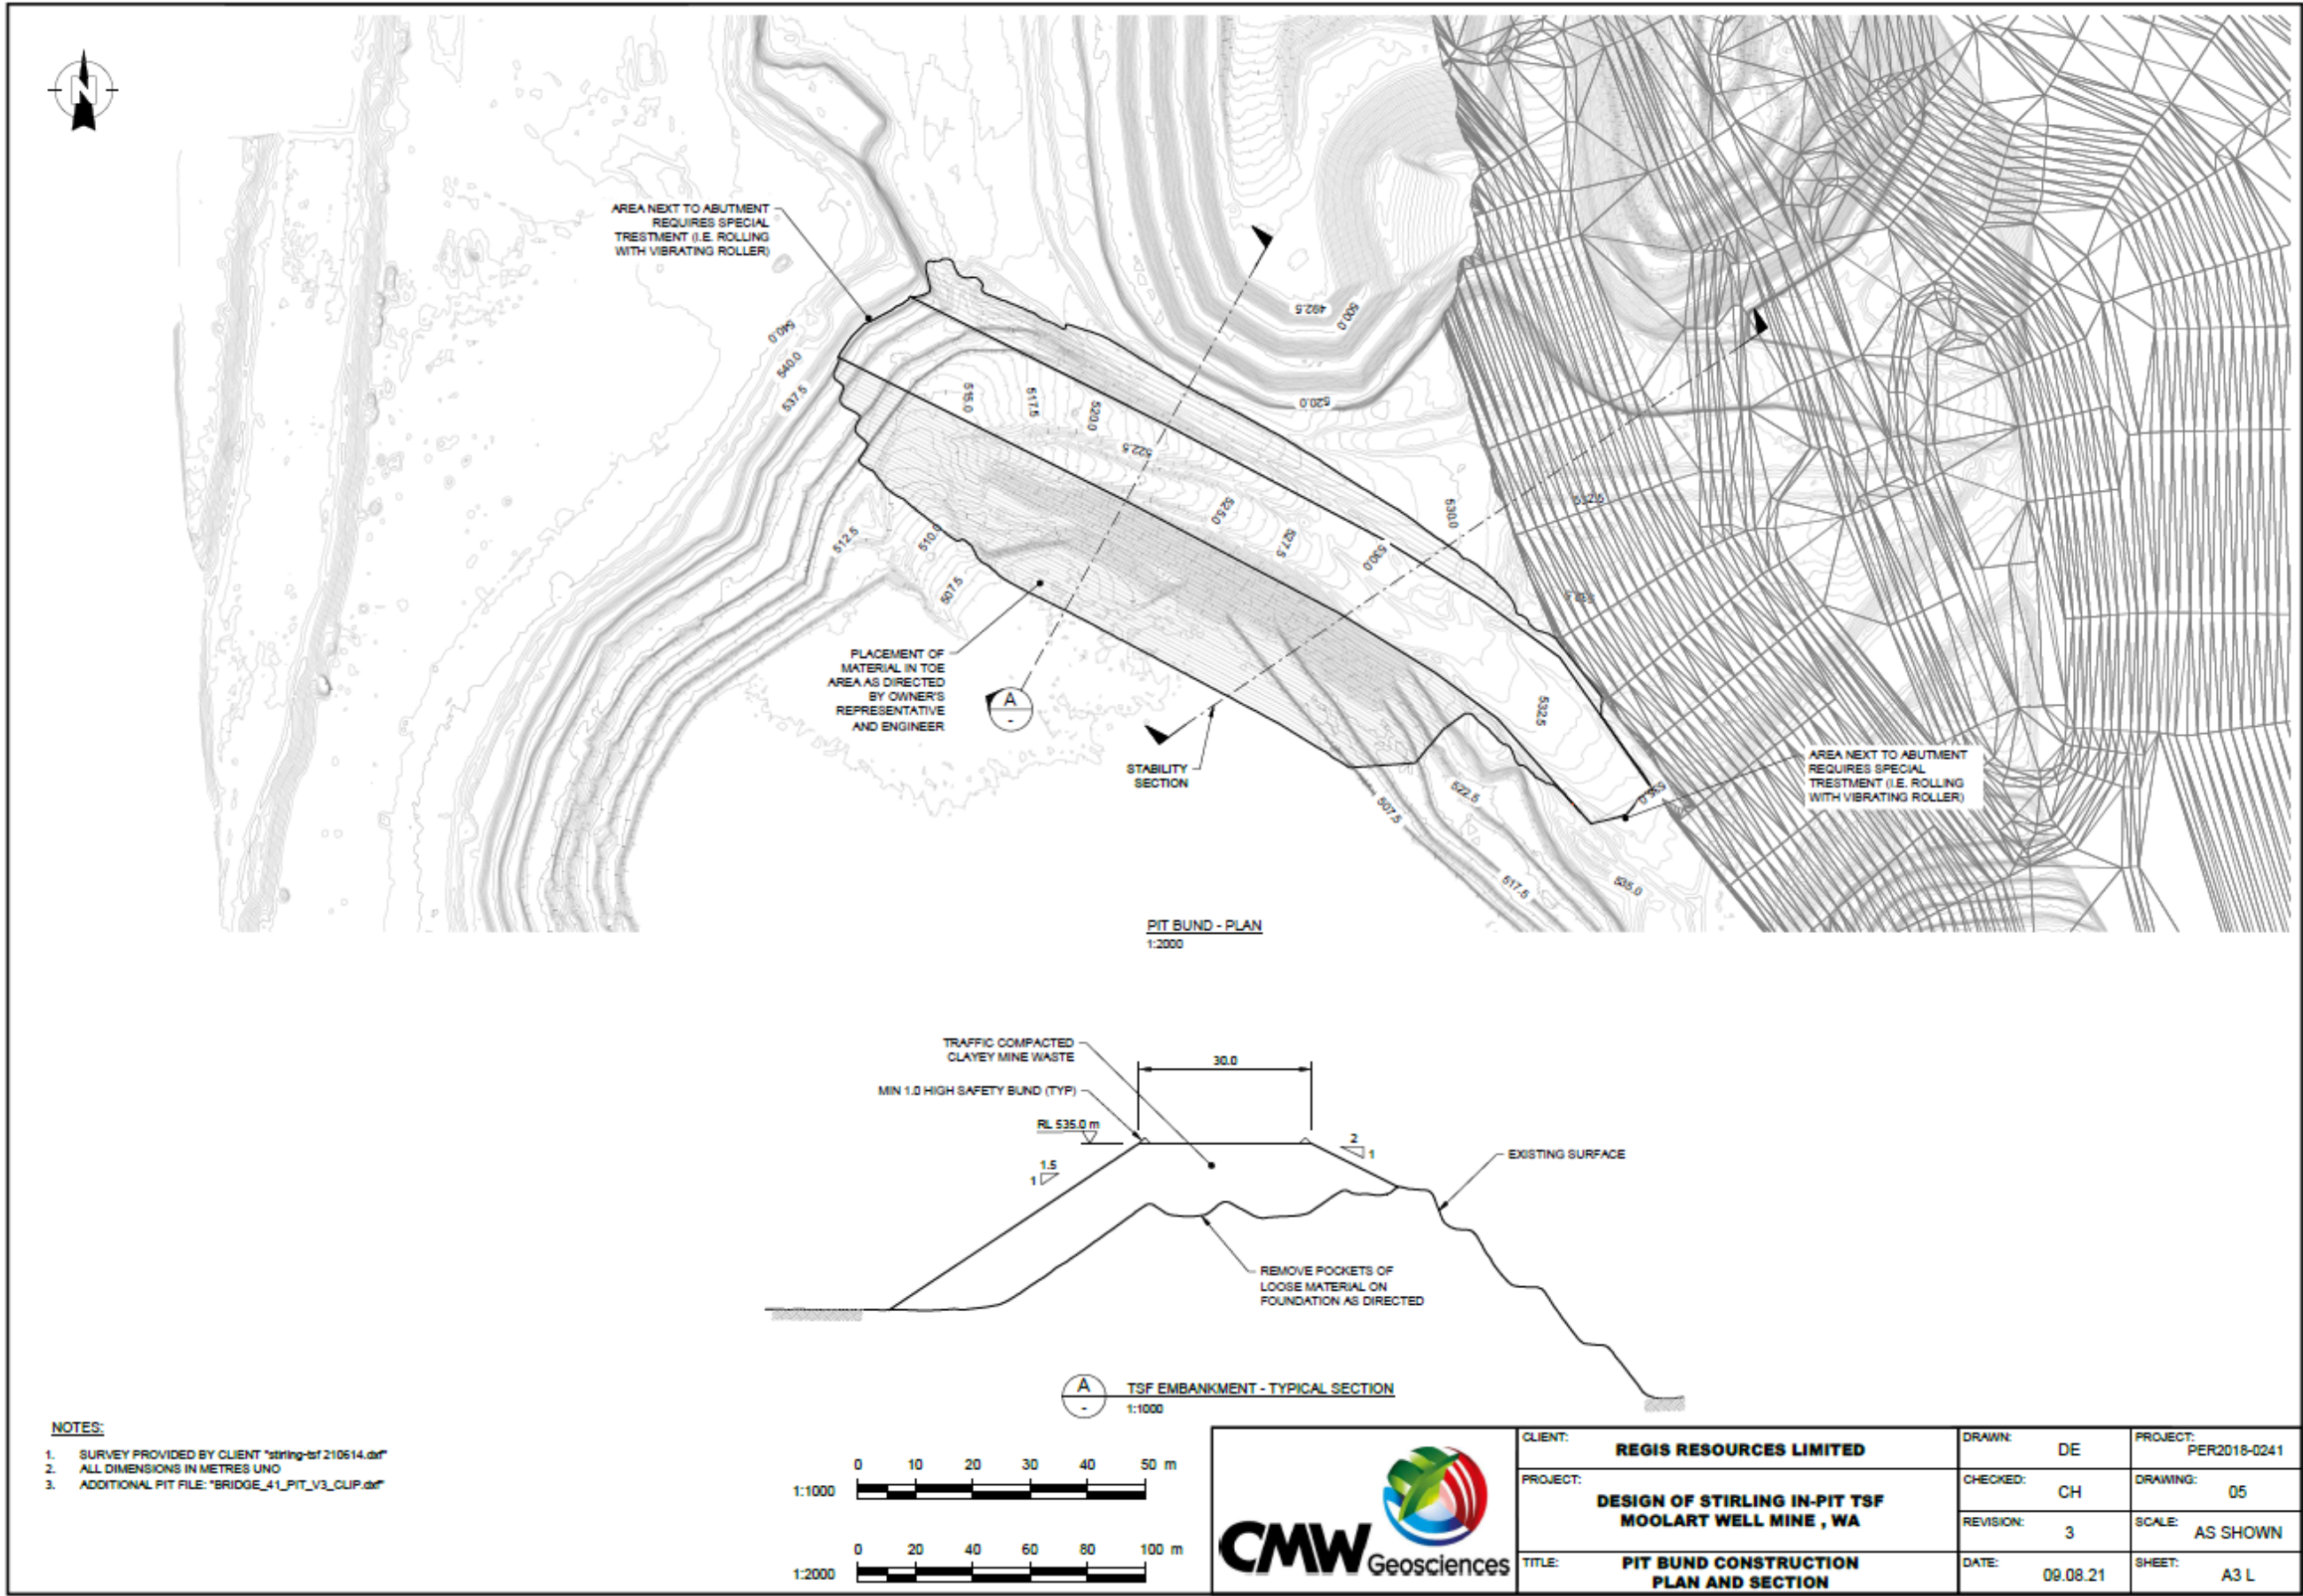 N
AREA NEXT TO ABUTMENT
REQUIRES SPECIAL
TRESTMENT (I.E. ROLLING
WITH VIBRATING ROLLER)
540.0
540.0
537.5
492.5
500.0
520.0
515.0
517.5
520.0
522.5
525.0
527.5
530.0
530.0
512.5
532.5
512.5
510.0
507.5
PLACEMENT OF
MATERIAL IN TOE
AREA AS DIRECTED
BY OWNER'S
REPRESENTATIVE
AND ENGINEER
A
-
STABILITY
SECTION
532.5
535.0
AREA NEXT TO ABUTMENT
REQUIRES SPECIAL
TRESTMENT (I.E. ROLLING
WITH VIBRATING ROLLER)
507.5
522.5
517.5
535.0
PIT BUND - PLAN
1:2000
TRAFFIC COMPACTED
CLAYEY MINE WASTE
MIN 1.0 HIGH SAFETY BUND (TYP)
30.0
RL 535.0 m
1.5
1
2
1
EXISTING SURFACE
REMOVE POCKETS OF
LOOSE MATERIAL ON
FOUNDATION AS DIRECTED
A
-
TSF EMBANKMENT - TYPICAL SECTION
1:1000
NOTES:
1. SURVEY PROVIDED BY CLIENT "stirling-tsf 210614.dxf"
2. ALL DIMENSIONS IN METRES UNO
3. ADDITIONAL PIT FILE: "BRIDGE_41_PIT_V3_CLIP.dxf"
0 10 20 30 40 50 m
1:1000
0 20 40 60 80 100 m
1:2000
CMW Geosciences
CLIENT: REGIS RESOURCES LIMITED
PROJECT: DESIGN OF STIRLING IN-PIT TSF
MOOLART WELL MINE , WA
TITLE: PIT BUND CONSTRUCTION
PLAN AND SECTION
DRAWN: DE
PROJECT: PER2018-0241
CHECKED: CH
DRAWING: 05
REVISION: 3
SCALE: AS SHOWN
DATE: 09.08.21
SHEET: A3 L